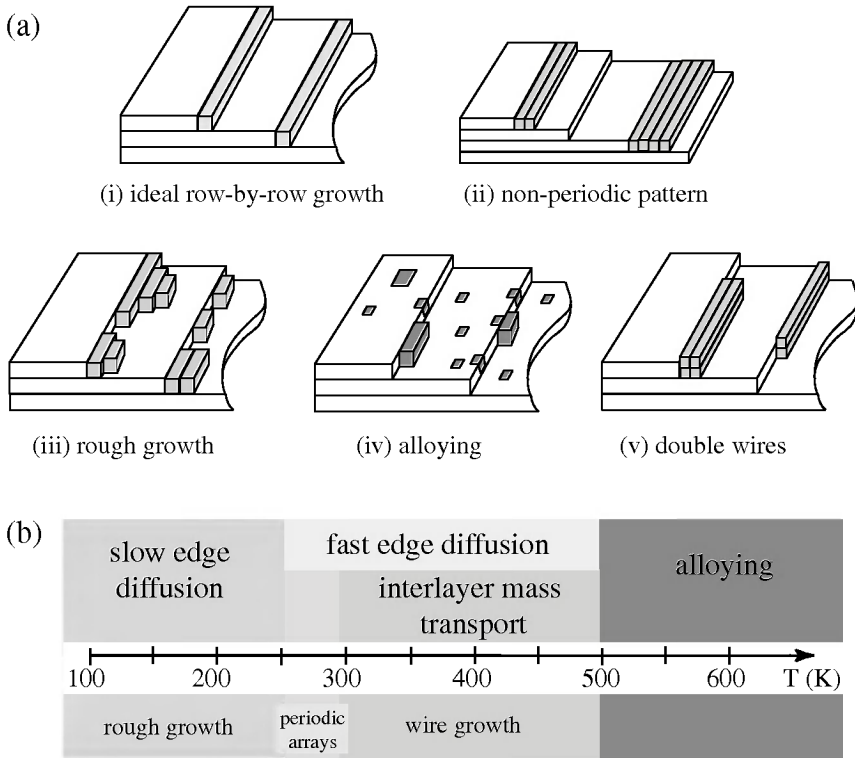 (a)
(i) ideal row-by-row growth
(ii) non-periodic pattern
(iii) rough growth
(iv) alloying
(v) double wires
(b)
slow edge
diffusion
fast edge diffusion
interlayer mass
transport
alloying
100 200 300 400 500 600 T (K)
rough growth
periodic
arrays
wire growth